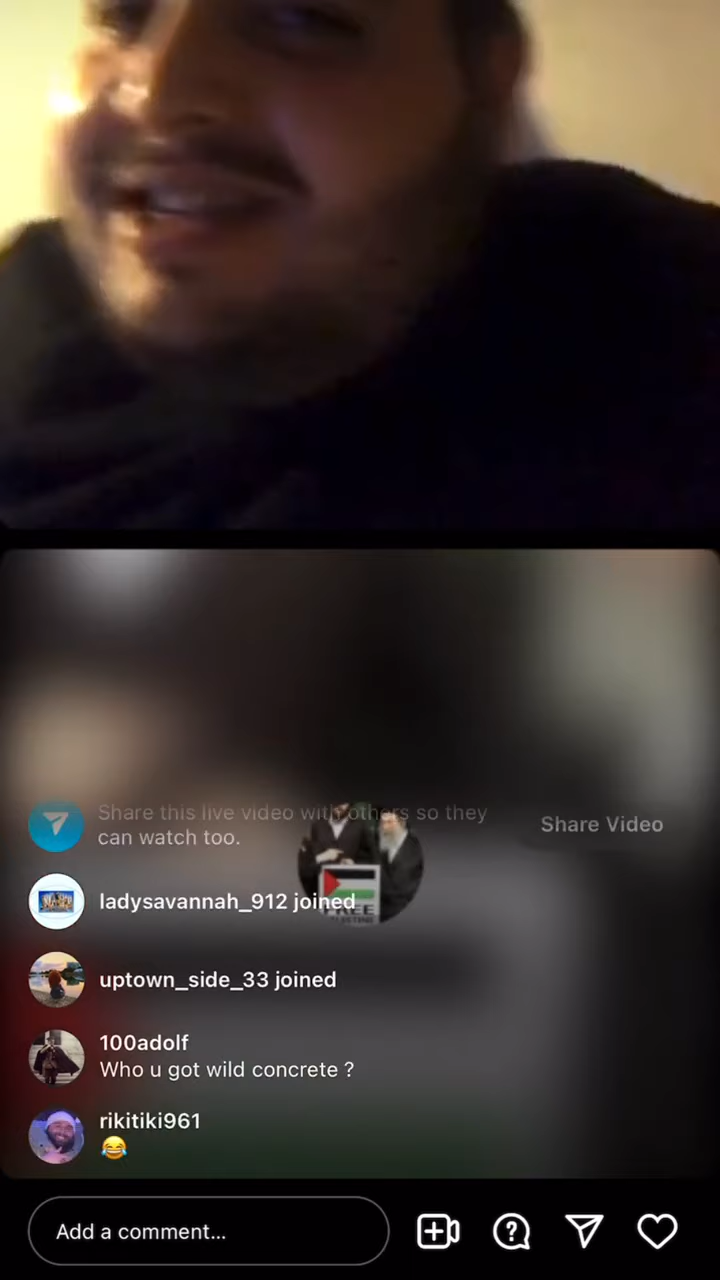 Share this live video with others so they
can watch too.
Share Video
ladysavannah_912 joined
FREE
uptown_side_33 joined
100adolf
Who u got wild concrete ?
rikitiki961
😂
Add a comment...